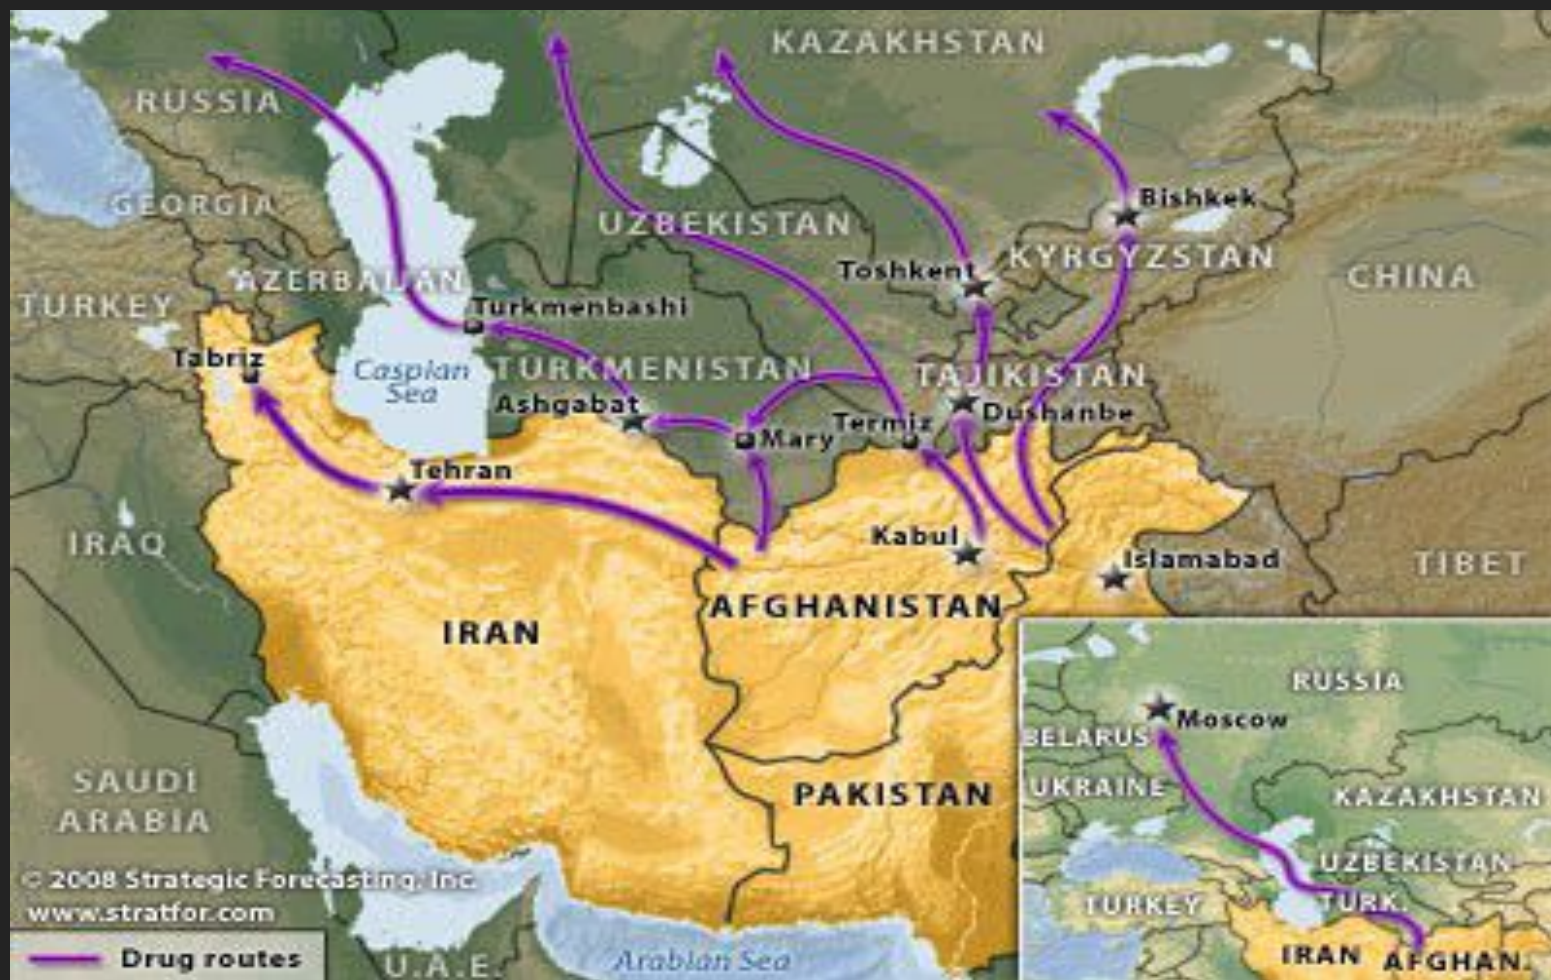 KAZAKHSTAN
RUSSIA
GEORGIA
UZBEKISTAN
Bishkek
Toshkent
KYRGYZSTAN
CHINA
AZERBAIJAN
TURKEY
Turkmenbashi
Tabriz
Caspian
Sea
TURKMENISTAN
TAJIKISTAN
Ashgabat
Mary
Termiz
Dushanbe
Tehran
IRAQ
Kabul
Islamabad
TIBET
IRAN
AFGHANISTAN
SAUDI
ARABIA
PAKISTAN
© 2008 Strategic Forecasting, Inc.
www.stratfor.com
Drug routes
U.A.E.
Arabian Sea
RUSSIA
Moscow
BELARUS
UKRAINE
KAZAKHSTAN
UZBEKISTAN
TURKEY
TURK.
IRAN
AFGHAN.